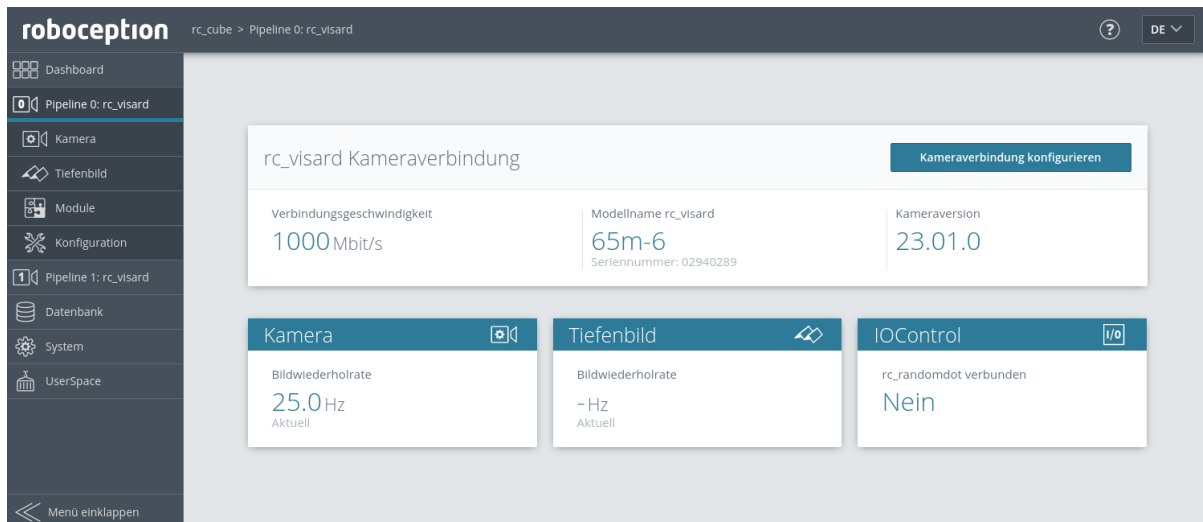 roboception
rc_cube > Pipeline 0: rc_visard
?
DE
Dashboard
0
Pipeline 0: rc_visard
Kamera
Tiefenbild
Module
Konfiguration
1
Pipeline 1: rc_visard
Datenbank
System
UserSpace
Menü einklappen
rc_visard Kameraverbindung
Kameraverbindung konfigurieren
Verbindungsgeschwindigkeit
1000 Mbit/s
Modellname rc_visard
65m-6
Seriennummer: 02940289
Kameraversion
23.01.0
Kamera
Bildwiederholrate
25.0 Hz
Aktuell
Tiefenbild
Bildwiederholrate
- Hz
Aktuell
IOControl
I/O
rc_randomdot verbunden
Nein